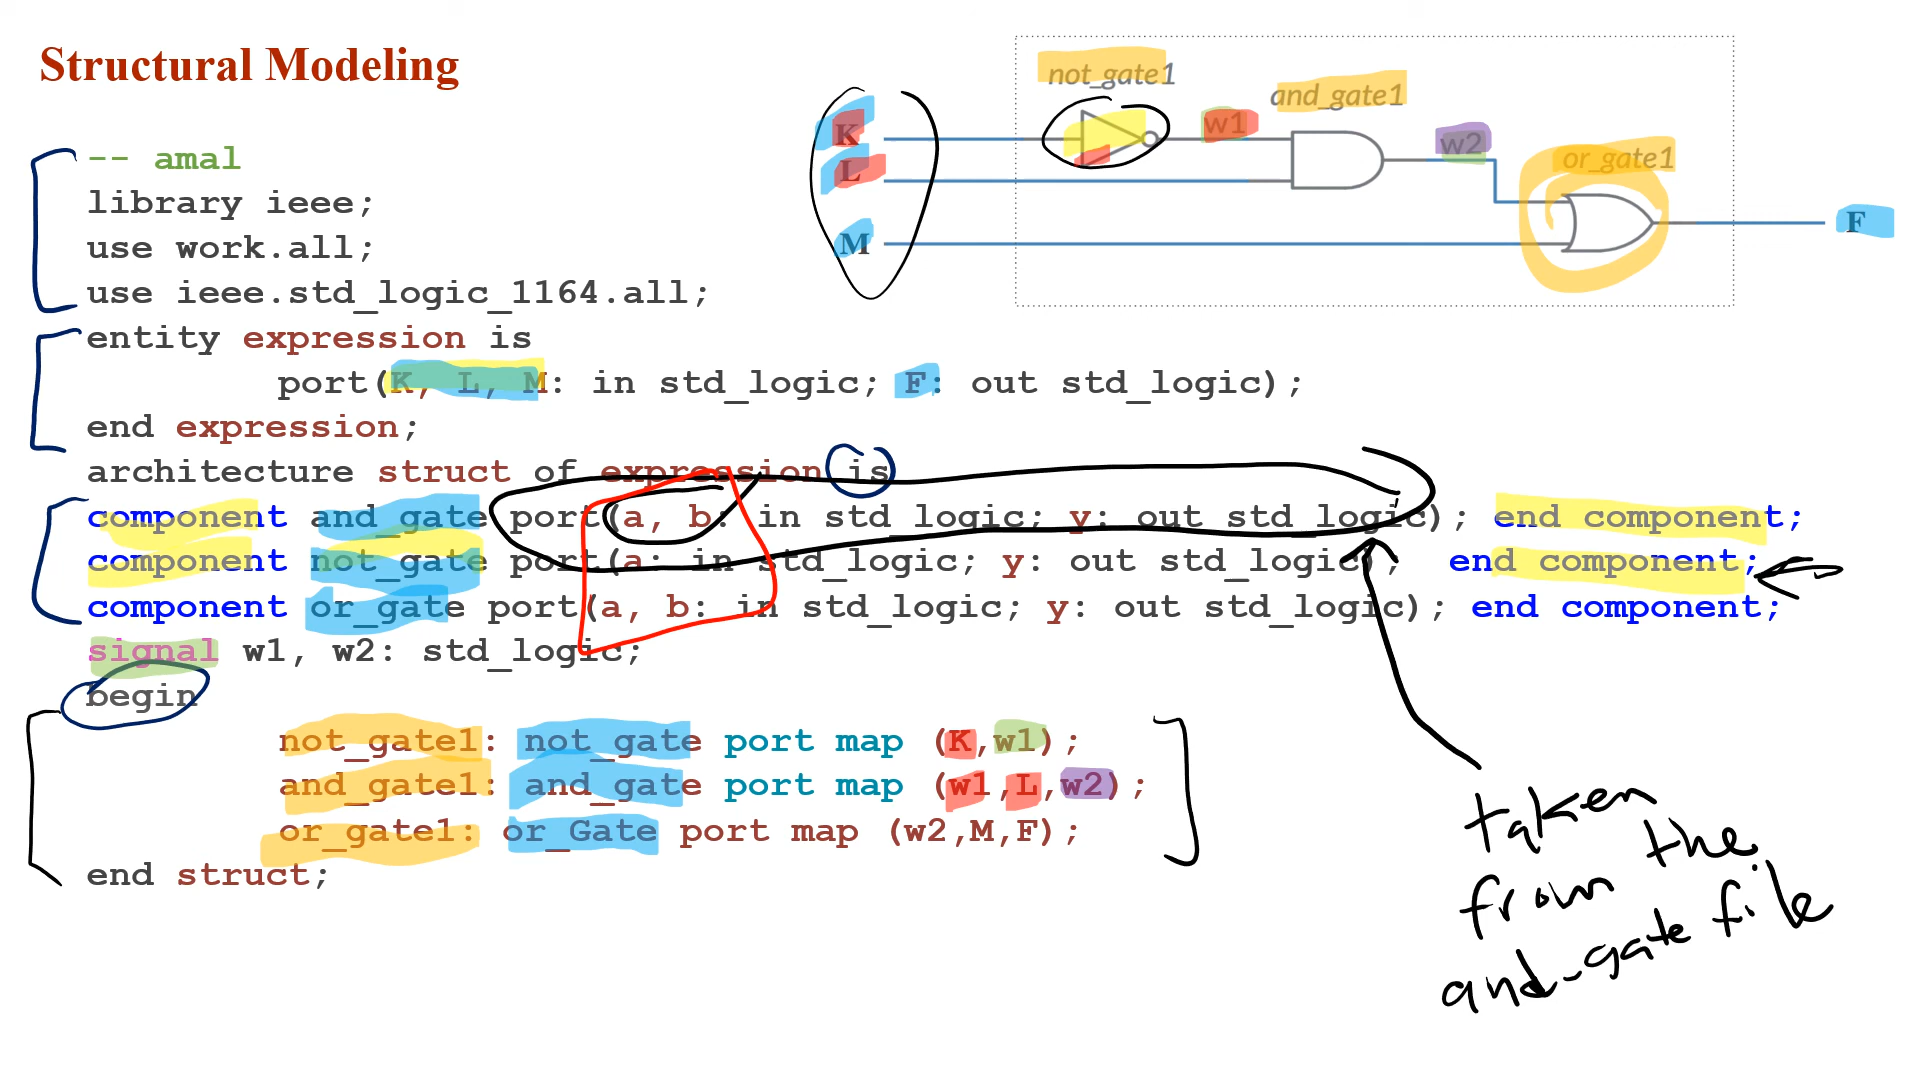 Structural Modeling
not_gate1
and_gate1
K
w1
w2
L
or_gate1
M
F
-- amal
library ieee;
use work.all;
use ieee.std_logic_1164.all;
entity expression is
port(K, L, M: in std_logic; F: out std_logic);
end expression;
architecture struct of expression is
component and_gate port(a, b: in std_logic; y: out std_logic); end component;
component not_gate port(a: in std_logic; y: out std_logic); end component;
component or_gate port(a, b: in std_logic; y: out std_logic); end component;
signal w1, w2: std_logic;
begin
not_gate1: not_gate port map (K,w1);
and_gate1: and_gate port map (w1,L,w2);
or_gate1: or_Gate port map (w2,M,F);
end struct;
taken
from the
and-gate file